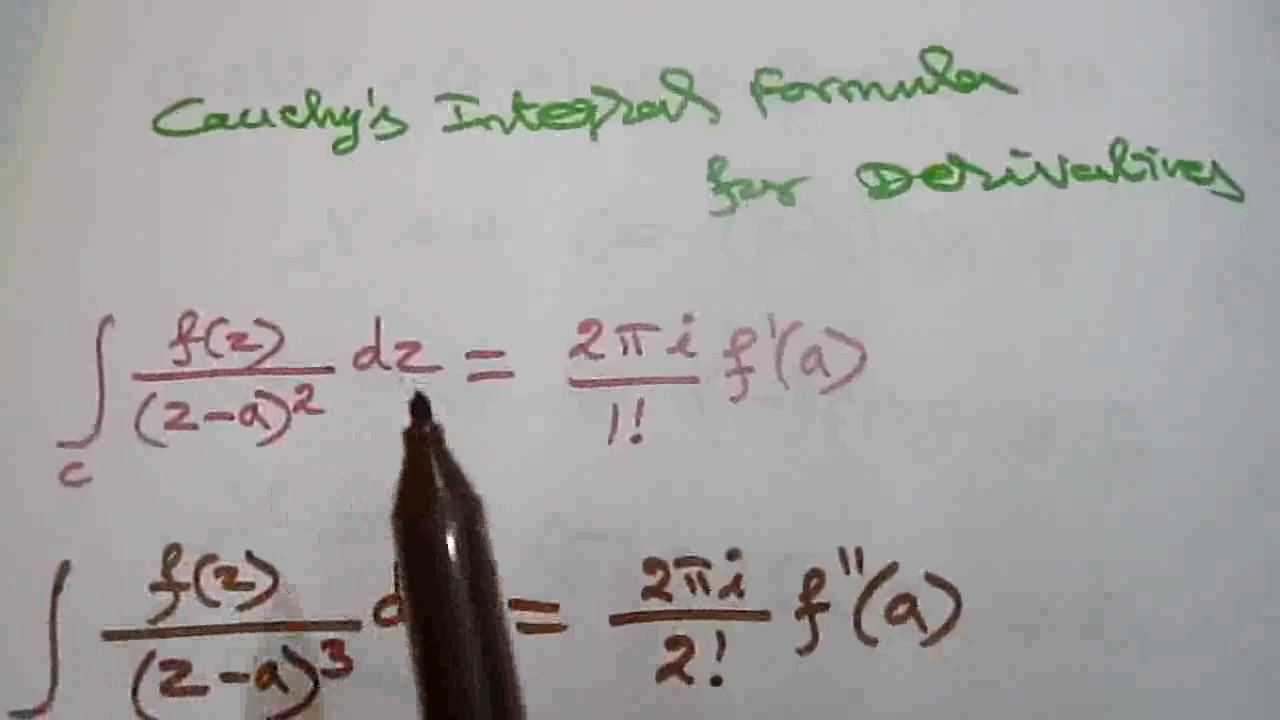 Cauchy's Integral Formula
for Derivatives
∫_c f(z)/(z-a)² dz = 2πi/1! f'(a)
∫ f(z)/(z-a)³ d = 2πi/2! f''(a)